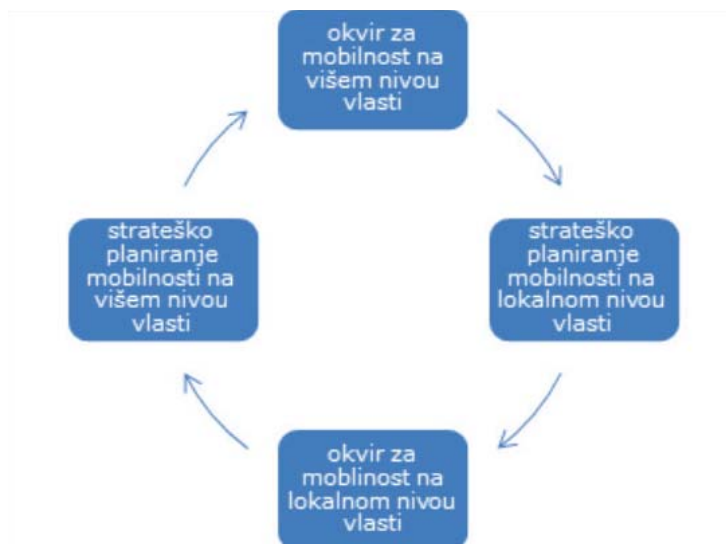 okvir za
mobilnost na
višem nivou
vlasti
strateško
planiranje
mobilnosti na
višem nivou
vlasti
strateško
planiranje
mobilnosti na
lokalnom nivou
vlasti
okvir za
moblinost na
lokalnom nivou
vlasti